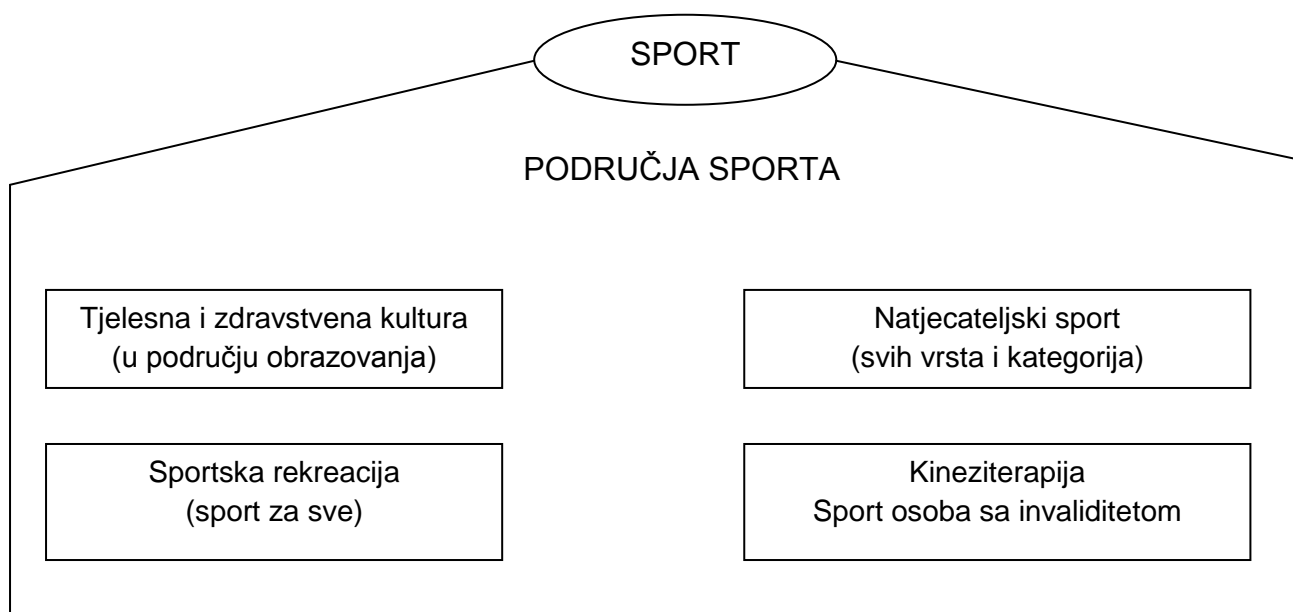 SPORT
PODRUČJA SPORTA
Tjelesna i zdravstvena kultura
(u području obrazovanja)
Natjecateljski sport
(svih vrsta i kategorija)
Sportska rekreacija
(sport za sve)
Kineziterapija
Sport osoba sa invaliditetom